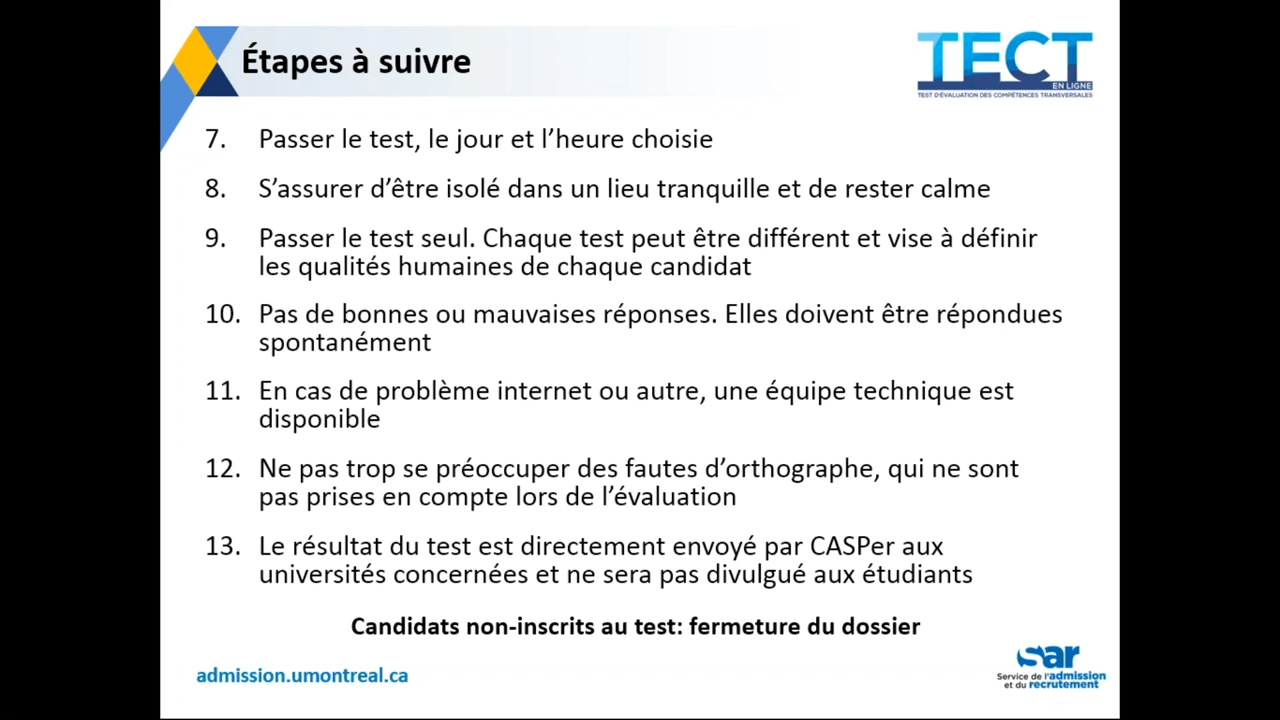 Étapes à suivre
TECT
EN LIGNE
TEST D'ÉVALUATION DES COMPÉTENCES TRANSVERSALES
7. Passer le test, le jour et l'heure choisie
8. S'assurer d'être isolé dans un lieu tranquille et de rester calme
9. Passer le test seul. Chaque test peut être différent et vise à définir
les qualités humaines de chaque candidat
10. Pas de bonnes ou mauvaises réponses. Elles doivent être répondues
spontanément
11. En cas de problème internet ou autre, une équipe technique est
disponible
12. Ne pas trop se préoccuper des fautes d'orthographe, qui ne sont
pas prises en compte lors de l'évaluation
13. Le résultat du test est directement envoyé par CASPer aux
universités concernées et ne sera pas divulgué aux étudiants
Candidats non-inscrits au test: fermeture du dossier
admission.umontreal.ca
sar
Service de l'admission
et du recrutement